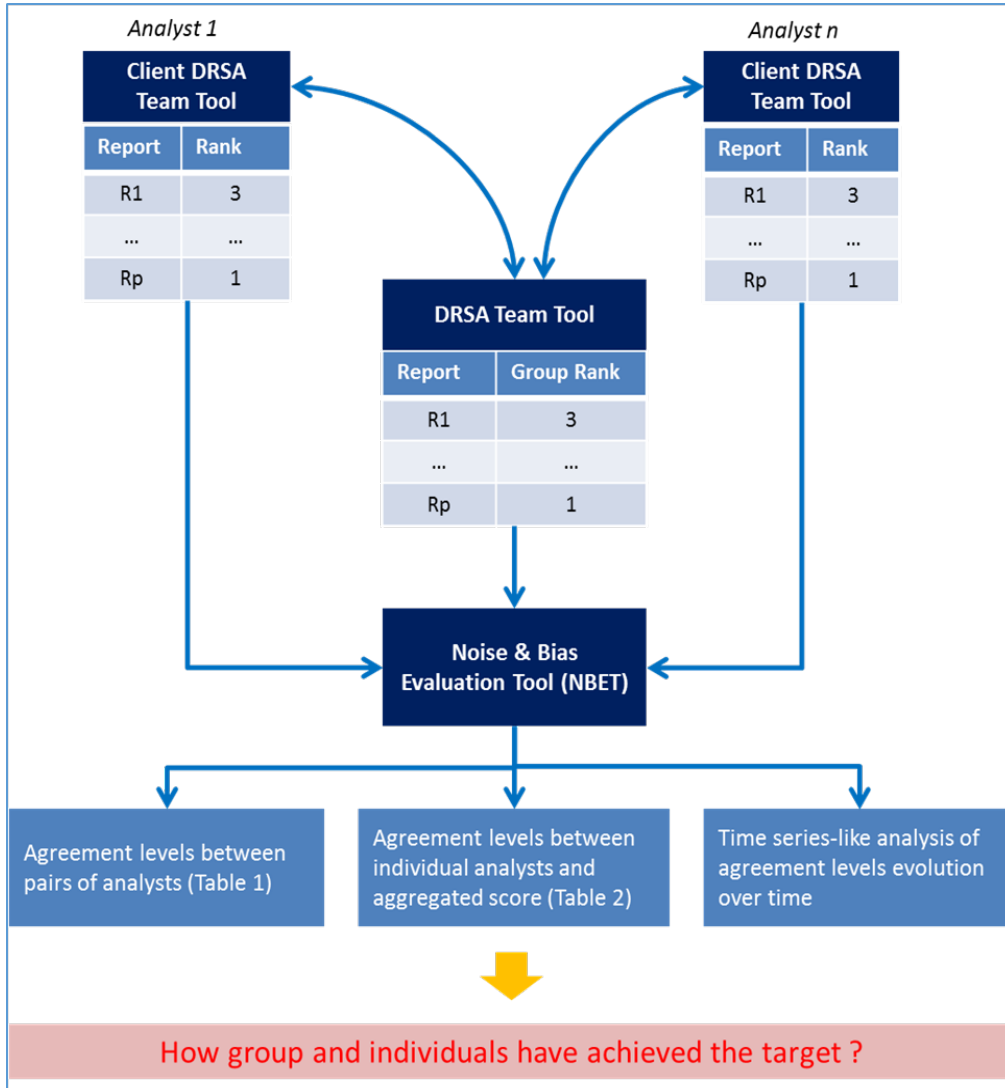 Analyst 1
Analyst n
Client DRSA
Team Tool
Report Rank
R1 3
... ...
Rp 1
Client DRSA
Team Tool
Report Rank
R1 3
... ...
Rp 1
DRSA Team Tool
Report Group Rank
R1 3
... ...
Rp 1
Noise & Bias
Evaluation Tool (NBET)
Agreement levels between
pairs of analysts (Table 1)
Agreement levels between
individual analysts and
aggregated score (Table 2)
Time series-like analysis of
agreement levels evolution
over time
How group and individuals have achieved the target ?